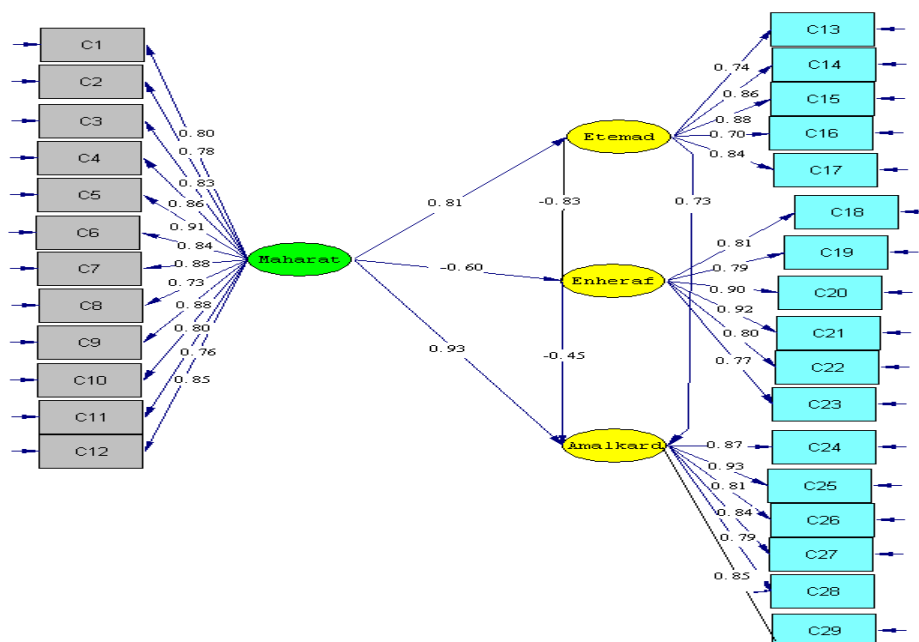 C1
C2
C3
C4
C5
C6
C7
C8
C9
C10
C11
C12
0.80
0.78
0.83
0.86
0.91
0.84
0.88
0.73
0.88
0.80
0.76
0.85
Maharat
0.81
-0.60
0.93
Etemad
-0.83
0.73
Enheraf
-0.45
Amalkard
0.74
0.86
0.88
0.70
0.84
C13
C14
C15
C16
C17
0.81
0.79
0.90
0.92
0.80
0.77
C18
C19
C20
C21
C22
C23
0.87
0.93
0.81
0.84
0.79
0.85
C24
C25
C26
C27
C28
C29